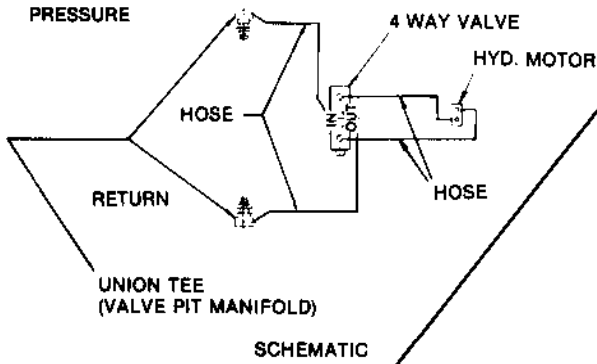 PRESSURE
4 WAY VALVE
HYD. MOTOR
HOSE
IN
OUT
RETURN
HOSE
UNION TEE
(VALVE PIT MANIFOLD)
SCHEMATIC